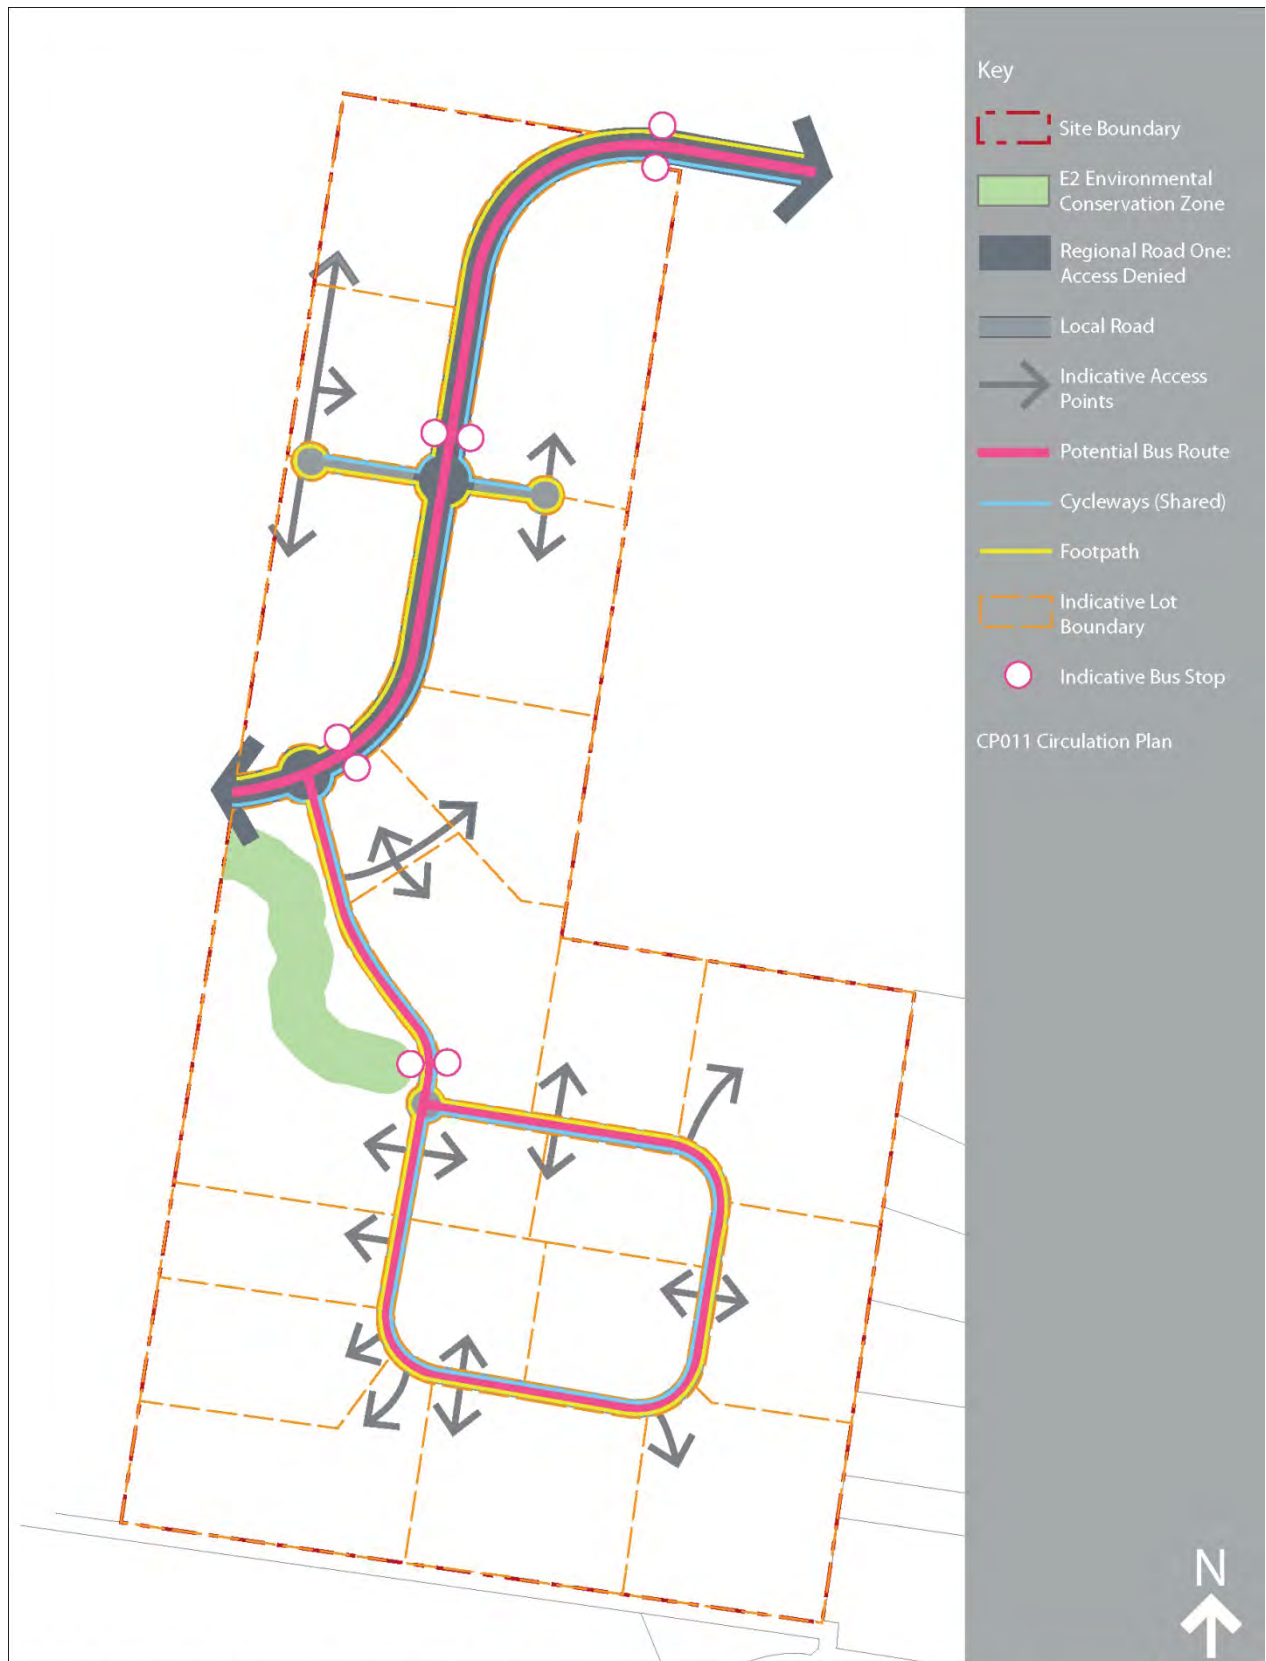 Key
Site Boundary
E2 Environmental
Conservation Zone
Regional Road One:
Access Denied
Local Road
Indicative Access
Points
Potential Bus Route
Cycleways (Shared)
Footpath
Indicative Lot
Boundary
Indicative Bus Stop
CP011 Circulation Plan
N